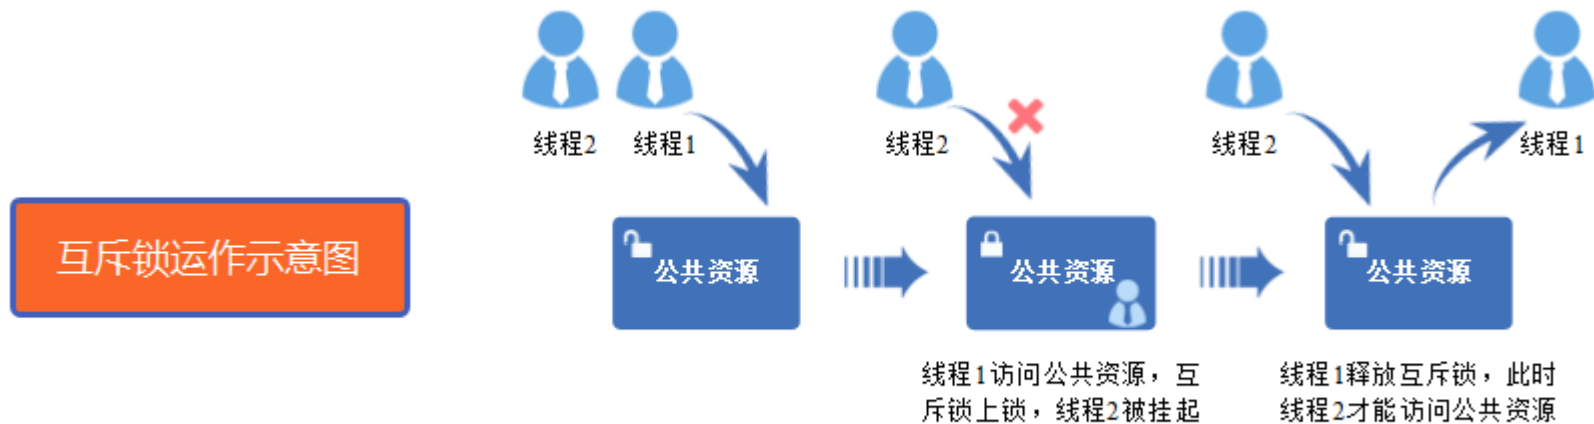 互斥锁运作示意图
线程2
线程1
公共资源
线程2
公共资源
线程1访问公共资源，互
斥锁上锁，线程2被挂起
线程2
线程1
公共资源
线程1释放互斥锁，此时
线程2才能访问公共资源